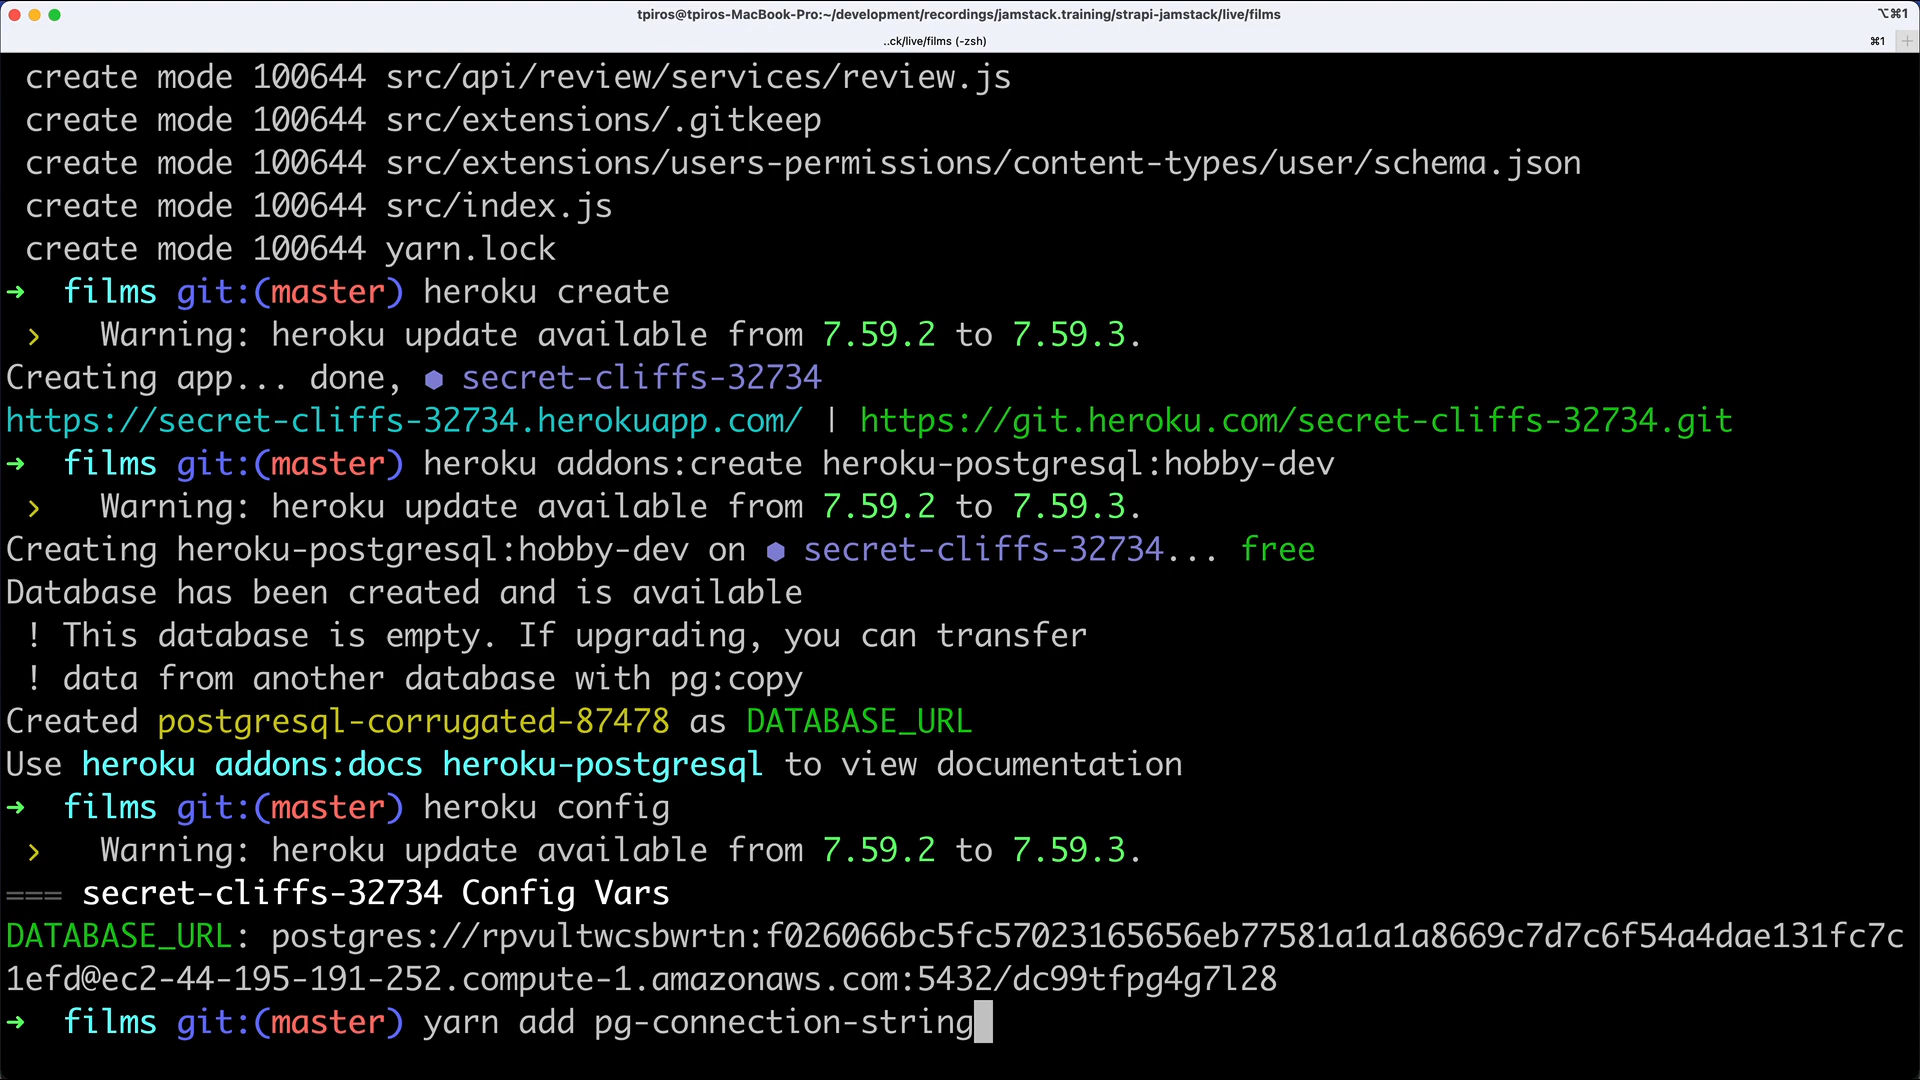 tpiros@tpiros-MacBook-Pro:~/development/recordings/jamstack.training/strapi-jamstack/live/films
⌥⌘1
..ck/live/films (-zsh)
⌘1
+
create mode 100644 src/api/review/services/review.js
create mode 100644 src/extensions/.gitkeep
create mode 100644 src/extensions/users-permissions/content-types/user/schema.json
create mode 100644 src/index.js
create mode 100644 yarn.lock
➜ films git:(master) heroku create
› Warning: heroku update available from 7.59.2 to 7.59.3.
Creating app... done, ⬢ secret-cliffs-32734
https://secret-cliffs-32734.herokuapp.com/ | https://git.heroku.com/secret-cliffs-32734.git
➜ films git:(master) heroku addons:create heroku-postgresql:hobby-dev
› Warning: heroku update available from 7.59.2 to 7.59.3.
Creating heroku-postgresql:hobby-dev on ⬢ secret-cliffs-32734... free
Database has been created and is available
! This database is empty. If upgrading, you can transfer
! data from another database with pg:copy
Created postgresql-corrugated-87478 as DATABASE_URL
Use heroku addons:docs heroku-postgresql to view documentation
➜ films git:(master) heroku config
› Warning: heroku update available from 7.59.2 to 7.59.3.
=== secret-cliffs-32734 Config Vars
DATABASE_URL: postgres://rpvultwcsbwrtn:f026066bc5fc57023165656eb77581a1a1a8669c7d7c6f54a4dae131fc7c
1efd@ec2-44-195-191-252.compute-1.amazonaws.com:5432/dc99tfpg4g7l28
➜ films git:(master) yarn add pg-connection-string